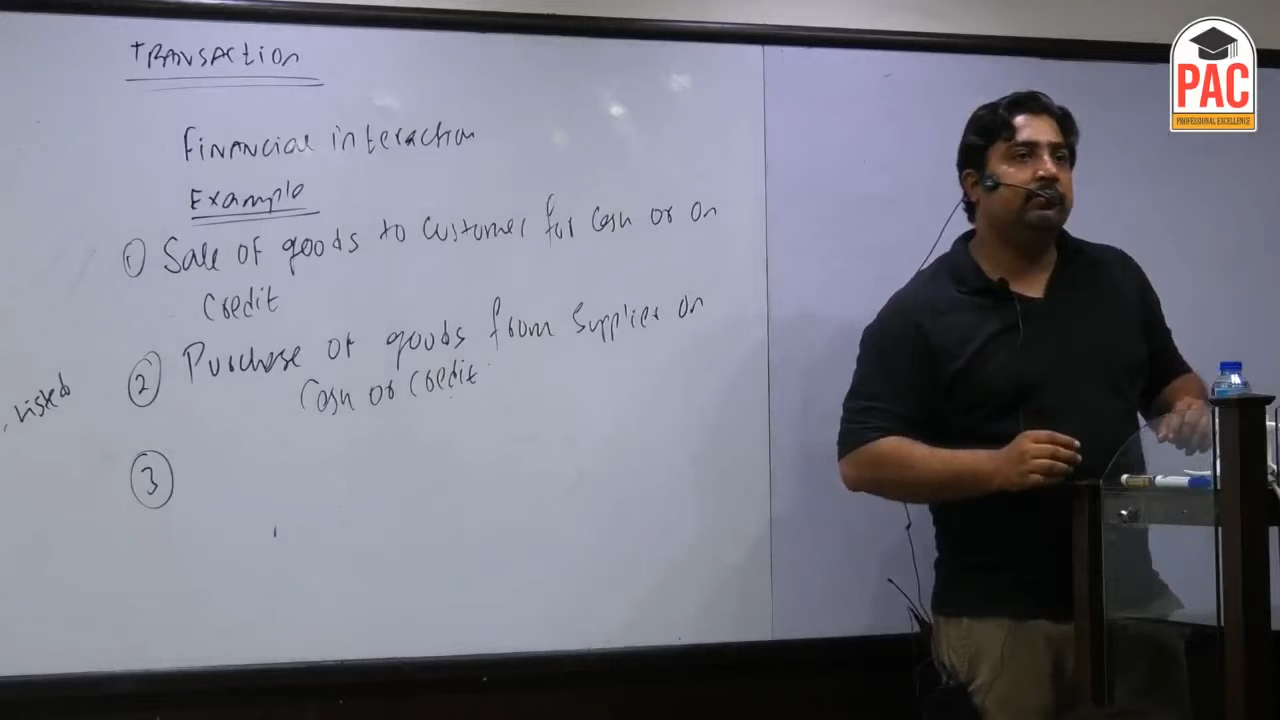 TRANSACTION
Financial interaction
Example
① Sale of goods to Customer for Cash or on
Credit
② Purchase of goods from Supplier on
Cash or Credit
③
PAC
PROFESSIONAL EXCELLENCE